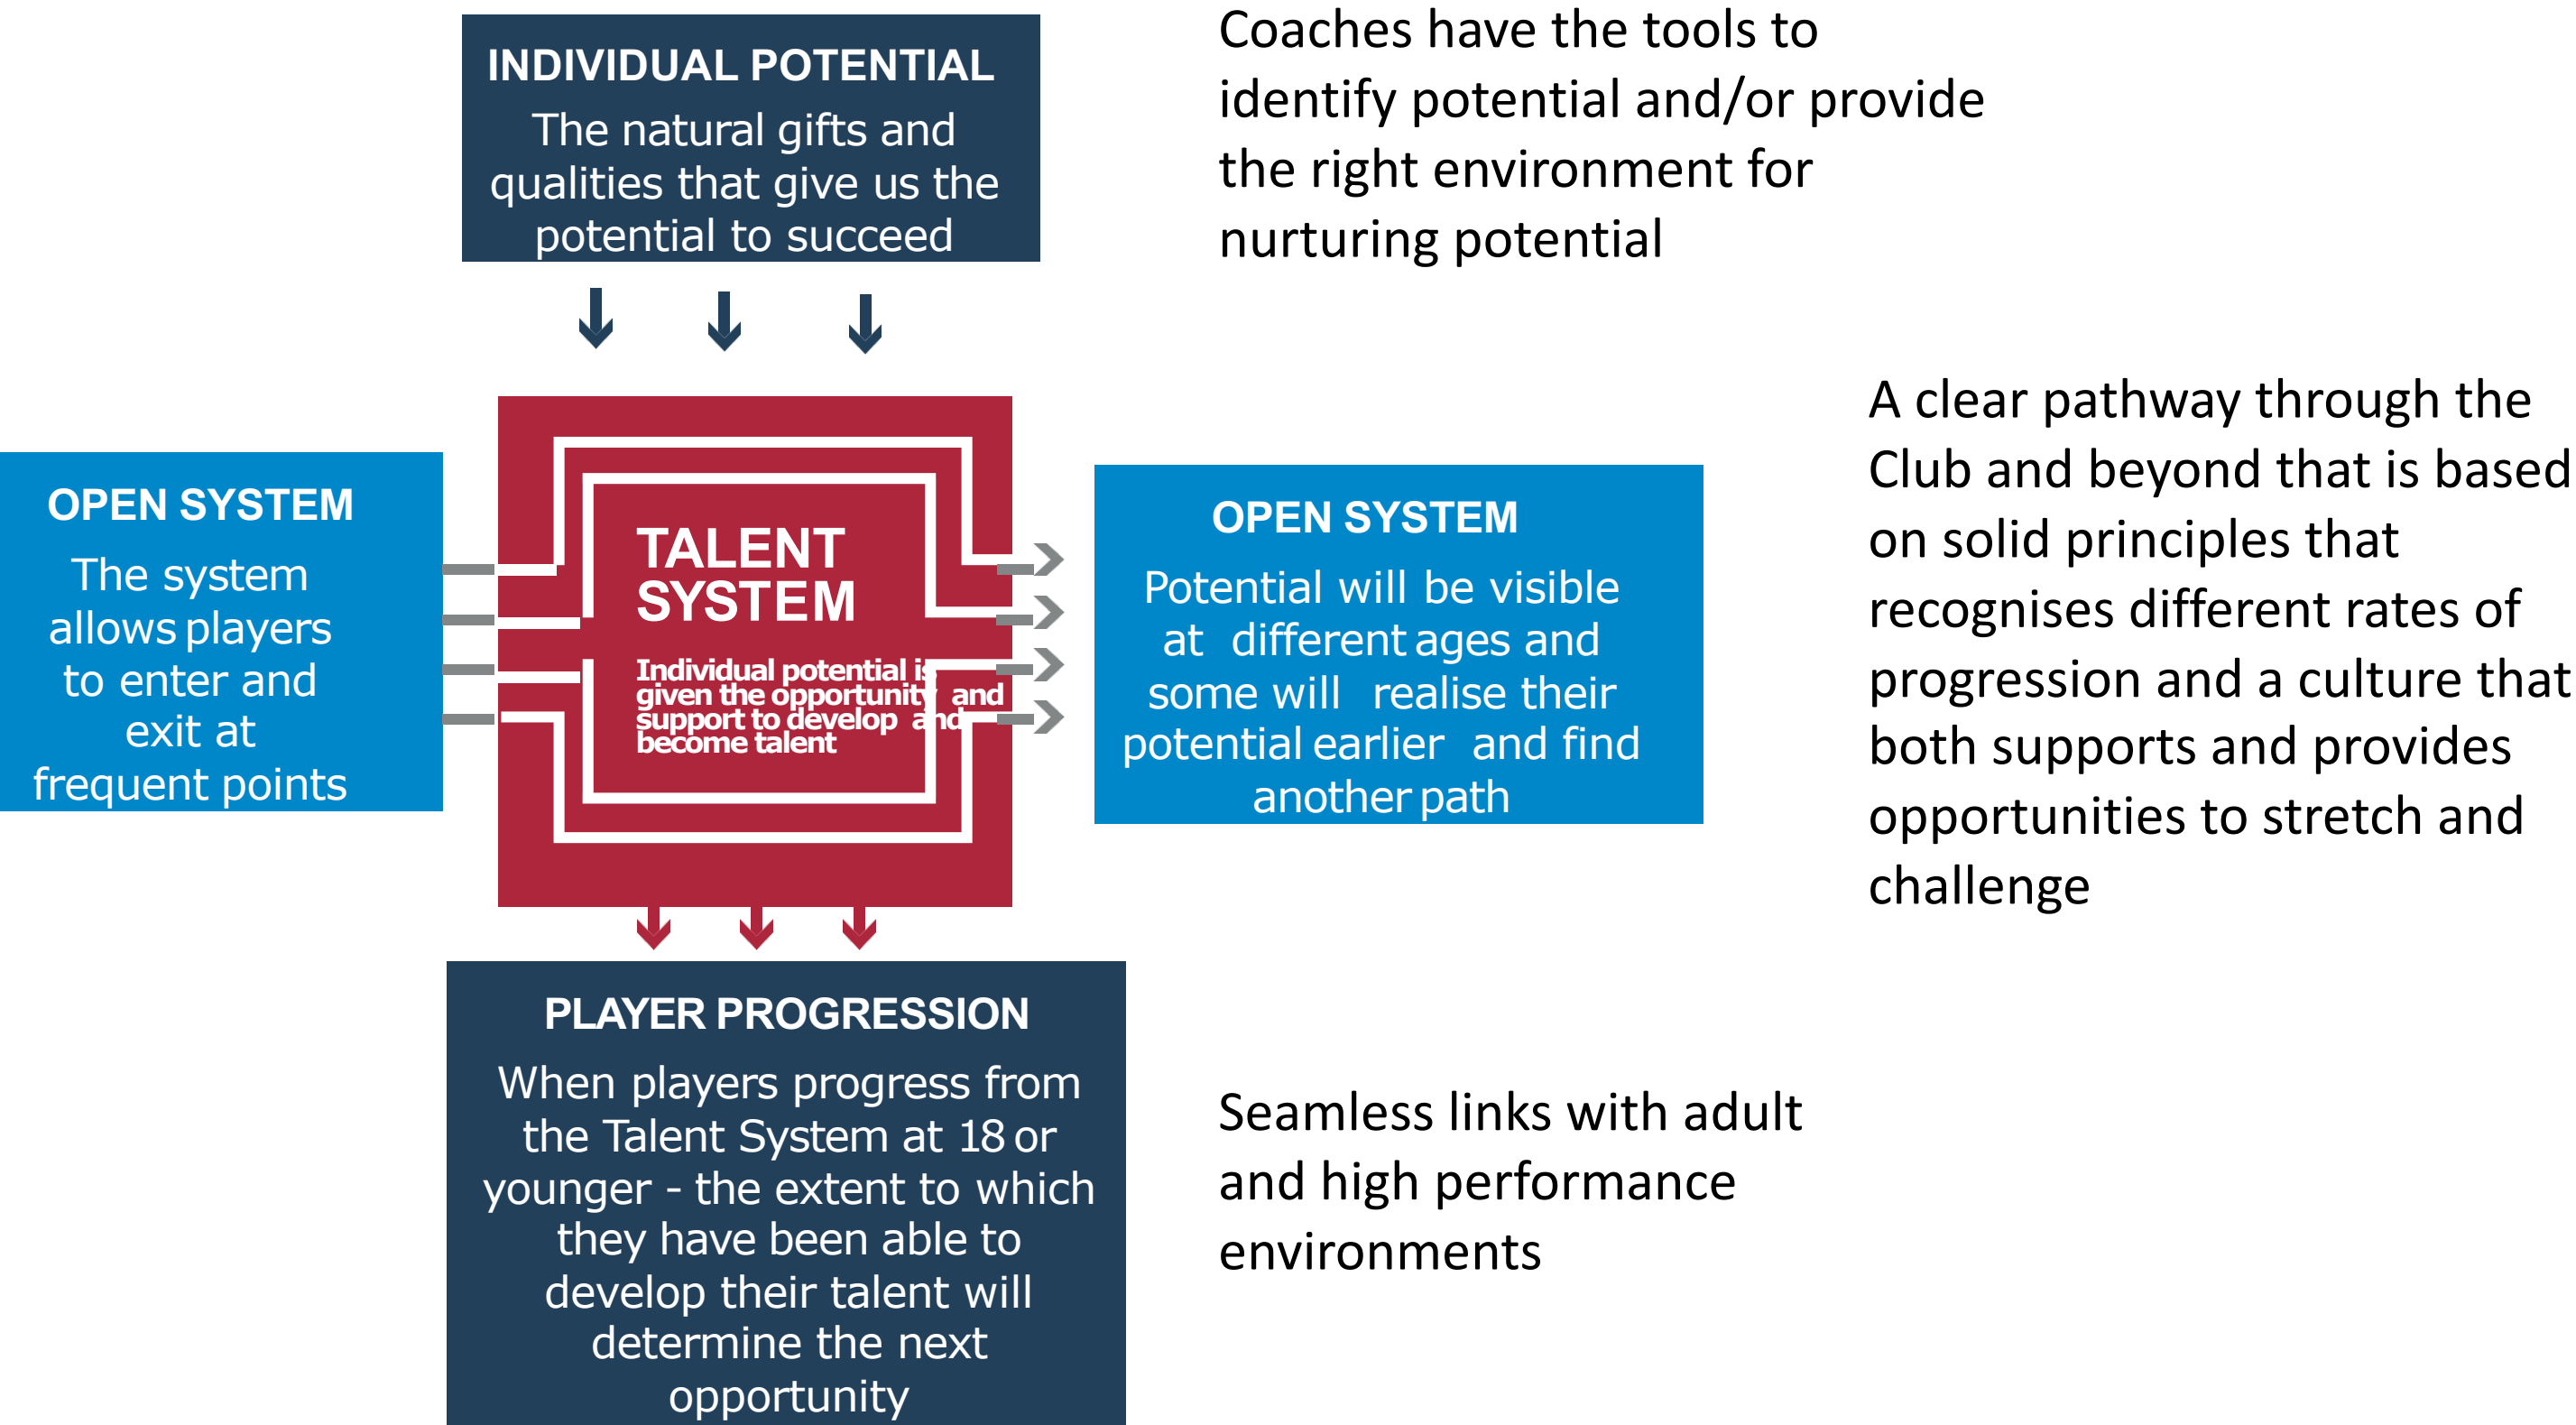 INDIVIDUAL POTENTIAL
The natural gifts and
qualities that give us the
potential to succeed
Coaches have the tools to
identify potential and/or provide
the right environment for
nurturing potential
OPEN SYSTEM
The system
allows players
to enter and
exit at
frequent points
TALENT
SYSTEM
Individual potential is
given the opportunity and
support to develop and
become talent
OPEN SYSTEM
Potential will be visible
at different ages and
some will realise their
potential earlier and find
another path
A clear pathway through the
Club and beyond that is based
on solid principles that
recognises different rates of
progression and a culture that
both supports and provides
opportunities to stretch and
challenge
PLAYER PROGRESSION
When players progress from
the Talent System at 18 or
younger - the extent to which
they have been able to
develop their talent will
determine the next
opportunity
Seamless links with adult
and high performance
environments